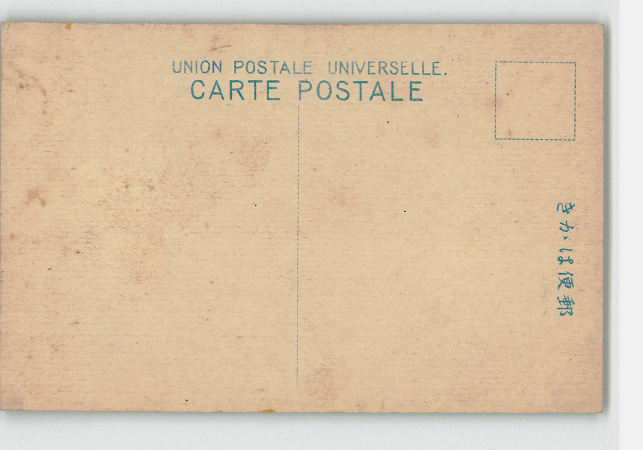 UNION POSTALE UNIVERSELLE.
CARTE POSTALE
きかは便郵